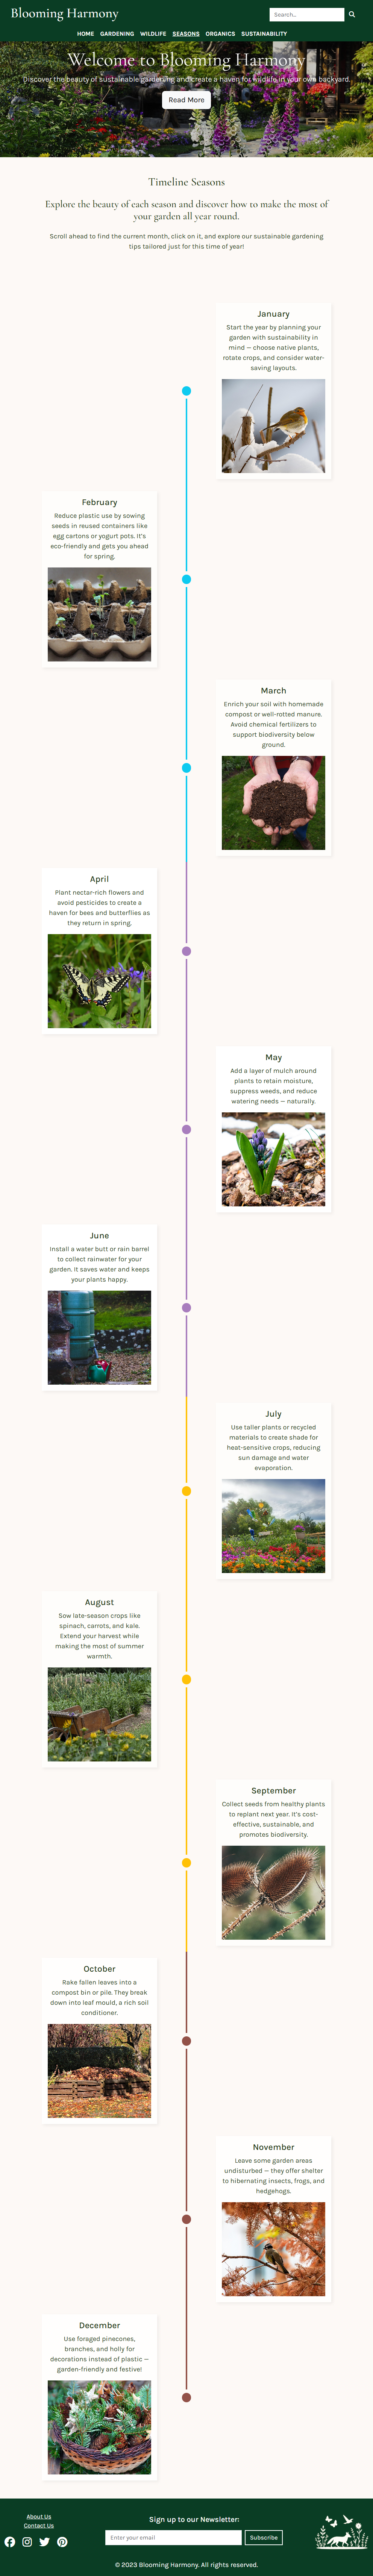 Blooming Harmony
Search...
HOME GARDENING WILDLIFE SEASONS ORGANICS SUSTAINABILITY
Welcome to Blooming Harmony
Discover the beauty of sustainable gardening and create a haven for wildlife in your own backyard.
Read More
Timeline Seasons
Explore the beauty of each season and discover how to make the most of
your garden all year round.
Scroll ahead to find the current month, click on it, and explore our sustainable gardening
tips tailored just for this time of year!
January
Start the year by planning your
garden with sustainability in
mind — choose native plants,
rotate crops, and consider water-
saving layouts.
February
Reduce plastic use by sowing
seeds in reused containers like
egg cartons or yogurt pots. It's
eco-friendly and gets you ahead
for spring.
March
Enrich your soil with homemade
compost or well-rotted manure.
Avoid chemical fertilizers to
support biodiversity below
ground.
April
Plant nectar-rich flowers and
avoid pesticides to create a
haven for bees and butterflies as
they return in spring.
May
Add a layer of mulch around
plants to retain moisture,
suppress weeds, and reduce
watering needs — naturally.
June
Install a water butt or rain barrel
to collect rainwater for your
garden. It saves water and keeps
your plants happy.
July
Use taller plants or recycled
materials to create shade for
heat-sensitive crops, reducing
sun damage and water
evaporation.
August
Sow late-season crops like
spinach, carrots, and kale.
Extend your harvest while
making the most of summer
warmth.
September
Collect seeds from healthy plants
to replant next year. It's cost-
effective, sustainable, and
promotes biodiversity.
October
Rake fallen leaves into a
compost bin or pile. They break
down into leaf mould, a rich soil
conditioner.
November
Leave some garden areas
undisturbed — they offer shelter
to hibernating insects, frogs, and
hedgehogs.
December
Use foraged pinecones,
branches, and holly for
decorations instead of plastic —
garden-friendly and festive!
About Us
Contact Us
Sign up to our Newsletter:
Enter your email
Subscribe
© 2023 Blooming Harmony. All rights reserved.